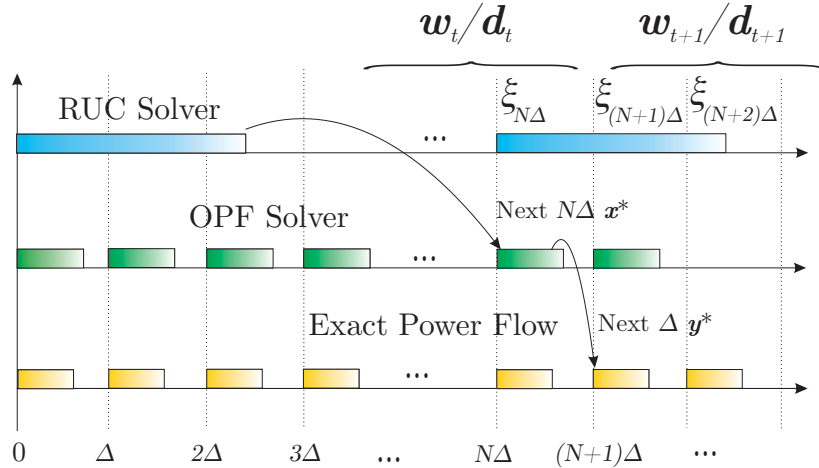 w_t/d_t w_{t+1}/d_{t+1}
RUC Solver
ξ_{NΔ} ξ_{(N+1)Δ} ξ_{(N+2)Δ}
...
OPF Solver
Next NΔ x*
...
Exact Power Flow
Next Δ y*
...
0 Δ 2Δ 3Δ ... NΔ (N+1)Δ ...